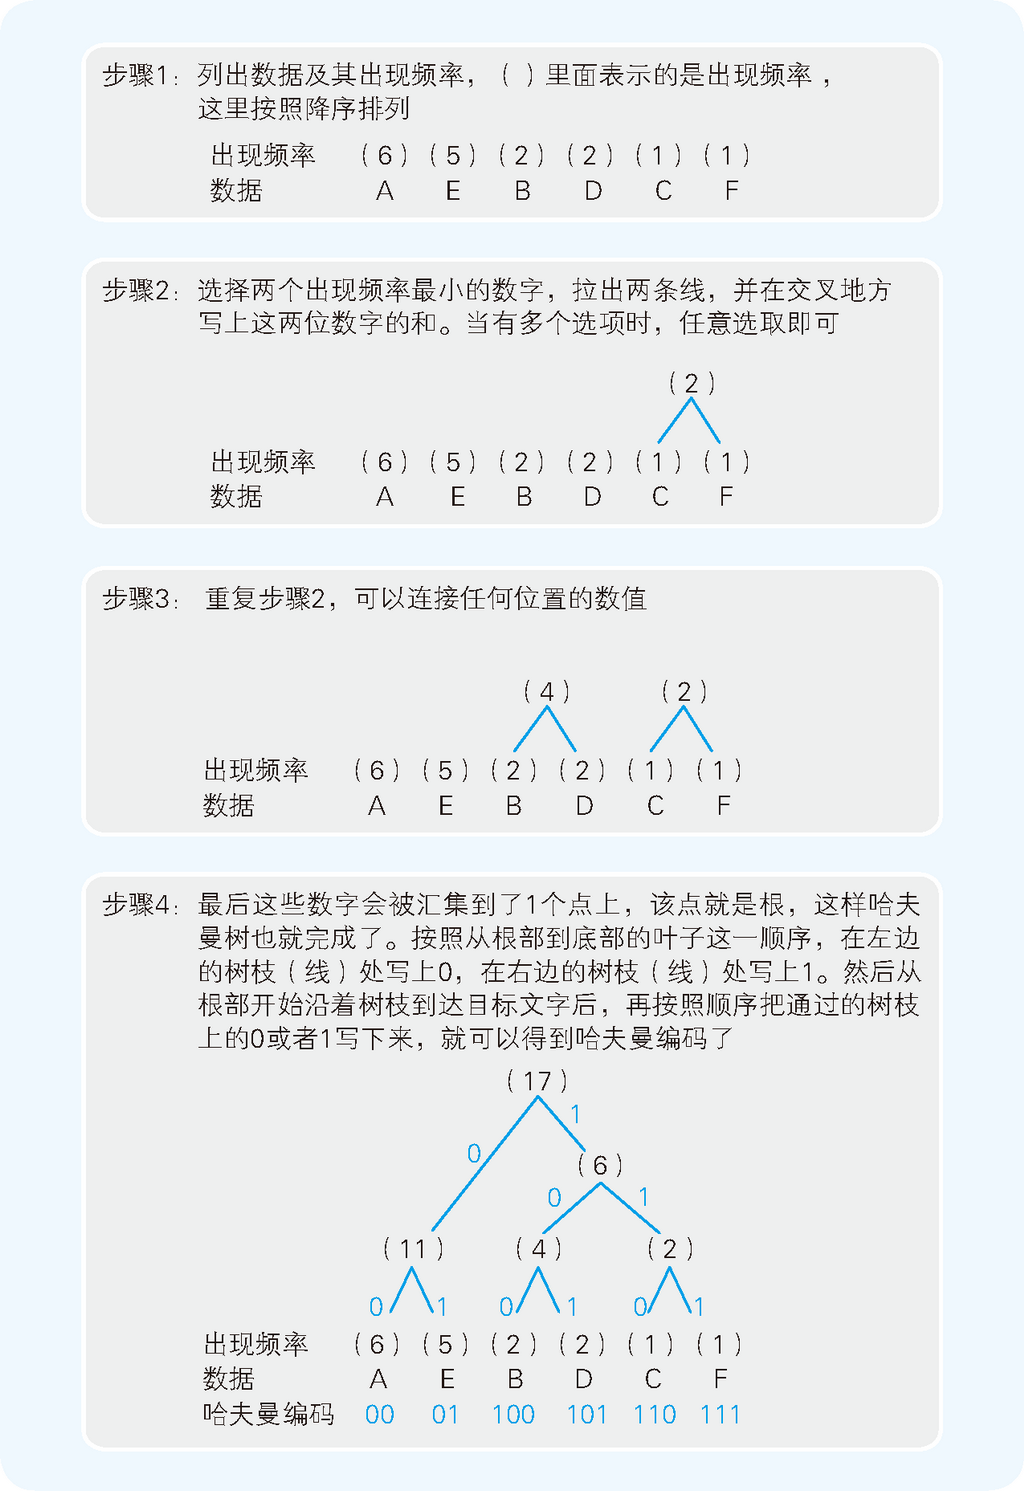 步骤1：列出数据及其出现频率，（ ）里面表示的是出现频率，
这里按照降序排列
出现频率 （6）（5）（2）（2）（1）（1）
数据 A E B D C F
步骤2：选择两个出现频率最小的数字，拉出两条线，并在交叉地方
写上这两位数字的和。当有多个选项时，任意选取即可
（2）
出现频率 （6）（5）（2）（2）（1）（1）
数据 A E B D C F
步骤3： 重复步骤2，可以连接任何位置的数值
（4） （2）
出现频率 （6）（5）（2）（2）（1）（1）
数据 A E B D C F
步骤4：最后这些数字会被汇集到了1个点上，该点就是根，这样哈夫
曼树也就完成了。按照从根部到底部的叶子这一顺序，在左边
的树枝（线）处写上0，在右边的树枝（线）处写上1。然后从
根部开始沿着树枝到达目标文字后，再按照顺序把通过的树枝
上的0或者1写下来，就可以得到哈夫曼编码了
（17）
0 1
（6）
0 1
（11） （4） （2）
0 1 0 1 0 1
出现频率 （6）（5）（2）（2）（1）（1）
数据 A E B D C F
哈夫曼编码 00 01 100 101 110 111